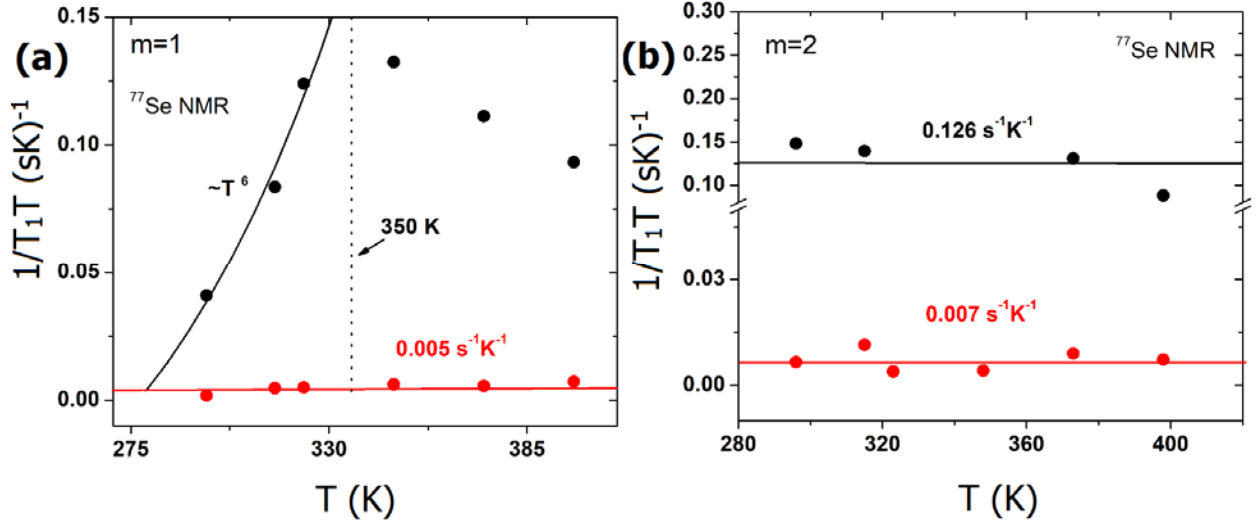 (a)
m=1
⁷⁷Se NMR
~T ⁶
350 K
0.005 s⁻¹K⁻¹
1/T₁T (sK)⁻¹
0.15
0.10
0.05
0.00
275
330
385
T (K)
(b)
m=2
⁷⁷Se NMR
0.126 s⁻¹K⁻¹
0.007 s⁻¹K⁻¹
1/T₁T (sK)⁻¹
0.30
0.25
0.20
0.15
0.10
0.03
0.00
280
320
360
400
T (K)